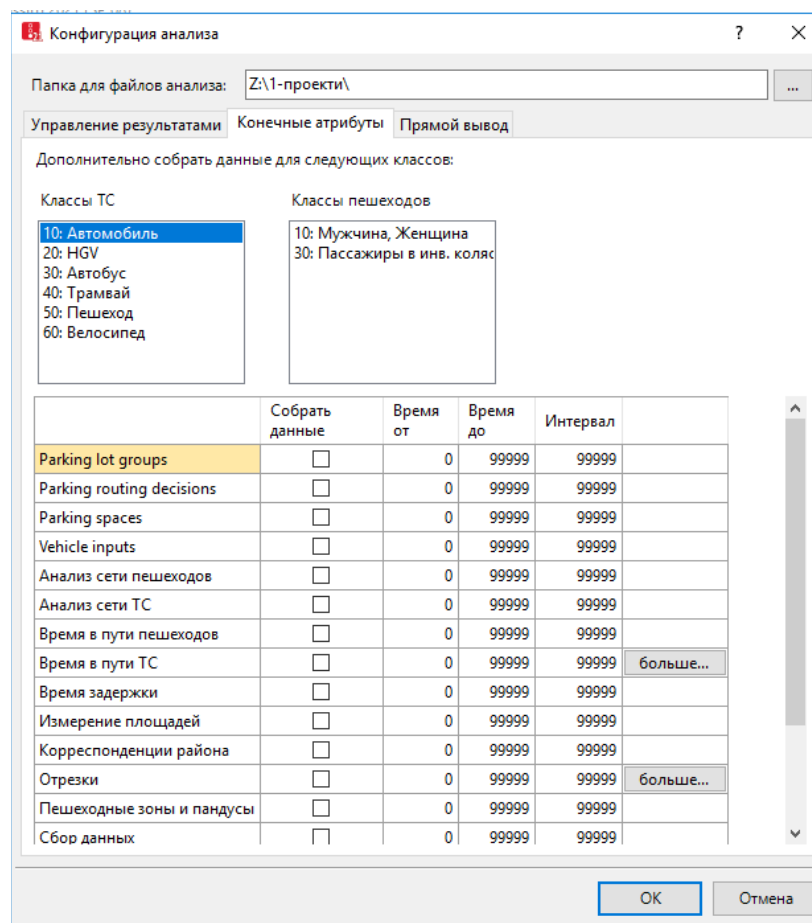 Конфигурация анализа
?
Папка для файлов анализа: Z:\1-проекти\ ...
Управление результатами Конечные атрибуты Прямой вывод
Дополнительно собрать данные для следующих классов:
Классы ТС Классы пешеходов
10: Автомобиль
20: HGV
30: Автобус
40: Трамвай
50: Пешеход
60: Велосипед
10: Мужчина, Женщина
30: Пассажиры в инв. коляс
Собрать данные Время от Время до Интервал
Parking lot groups 0 99999 99999
Parking routing decisions 0 99999 99999
Parking spaces 0 99999 99999
Vehicle inputs 0 99999 99999
Анализ сети пешеходов 0 99999 99999
Анализ сети ТС 0 99999 99999
Время в пути пешеходов 0 99999 99999
Время в пути ТС 0 99999 99999 больше...
Время задержки 0 99999 99999
Измерение площадей 0 99999 99999
Корреспонденции района 0 99999 99999
Отрезки 0 99999 99999 больше...
Пешеходные зоны и пандусы 0 99999 99999
Сбор данных 0 99999 99999
OK Отмена